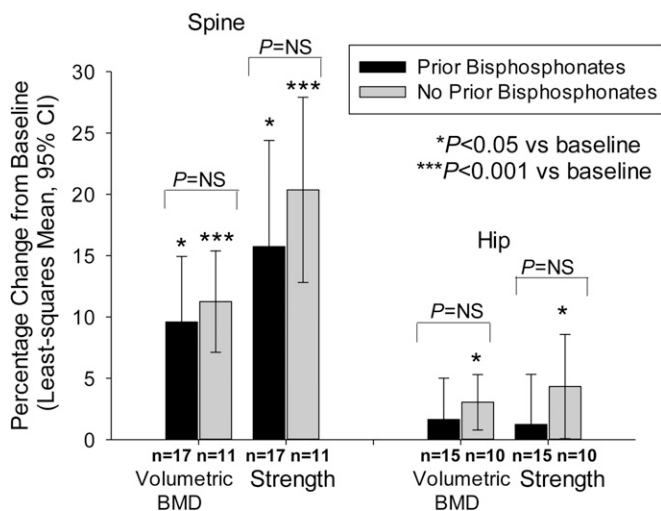 Spine
P=NS
Prior Bisphosphonates
No Prior Bisphosphonates
*P<0.05 vs baseline
***P<0.001 vs baseline
Percentage Change from Baseline
(Least-squares Mean, 95% CI)
30
25
20
15
10
5
0
***
*
P=NS
*
***
Hip
P=NS
*
P=NS
*
n=17 n=11
n=17 n=11
n=15 n=10
n=15 n=10
Volumetric
BMD
Strength
Volumetric
BMD
Strength